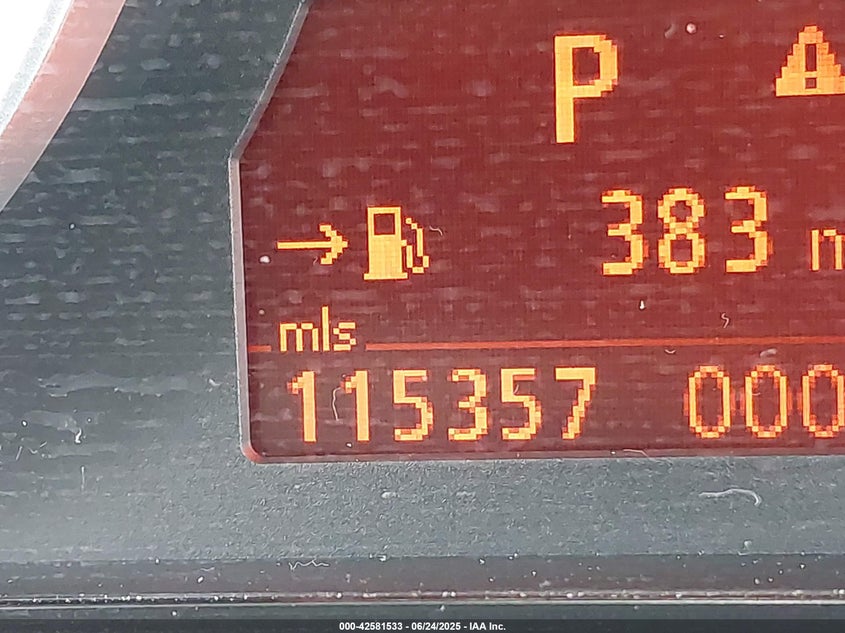 P
383 m
mls
115357 000
000-42581533 - 06/24/2025 - IAA Inc.